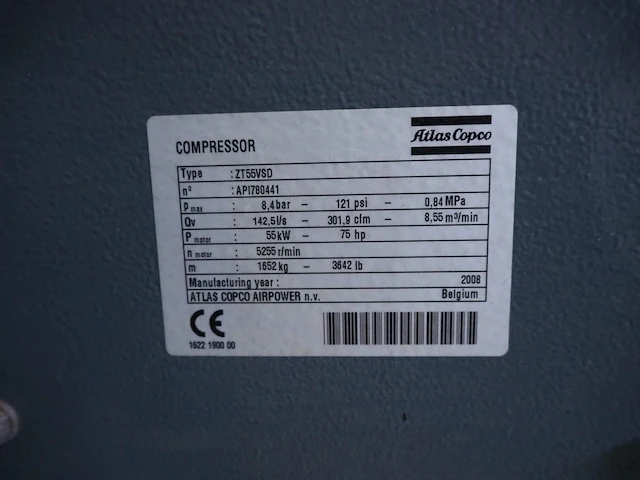 COMPRESSOR
Atlas Copco
Type : ZT55VSD
n° : API780441
p max : 8,4 bar – 121 psi – 0,84 MPa
Qv : 142,5 l/s – 301,9 cfm – 8,55 m³/min
P motor : 55 kW – 75 hp
n motor : 5255 r/min
m : 1652 kg – 3642 lb
Manufacturing year : 2008
ATLAS COPCO AIRPOWER n.v. Belgium
CE
1622 1900 00